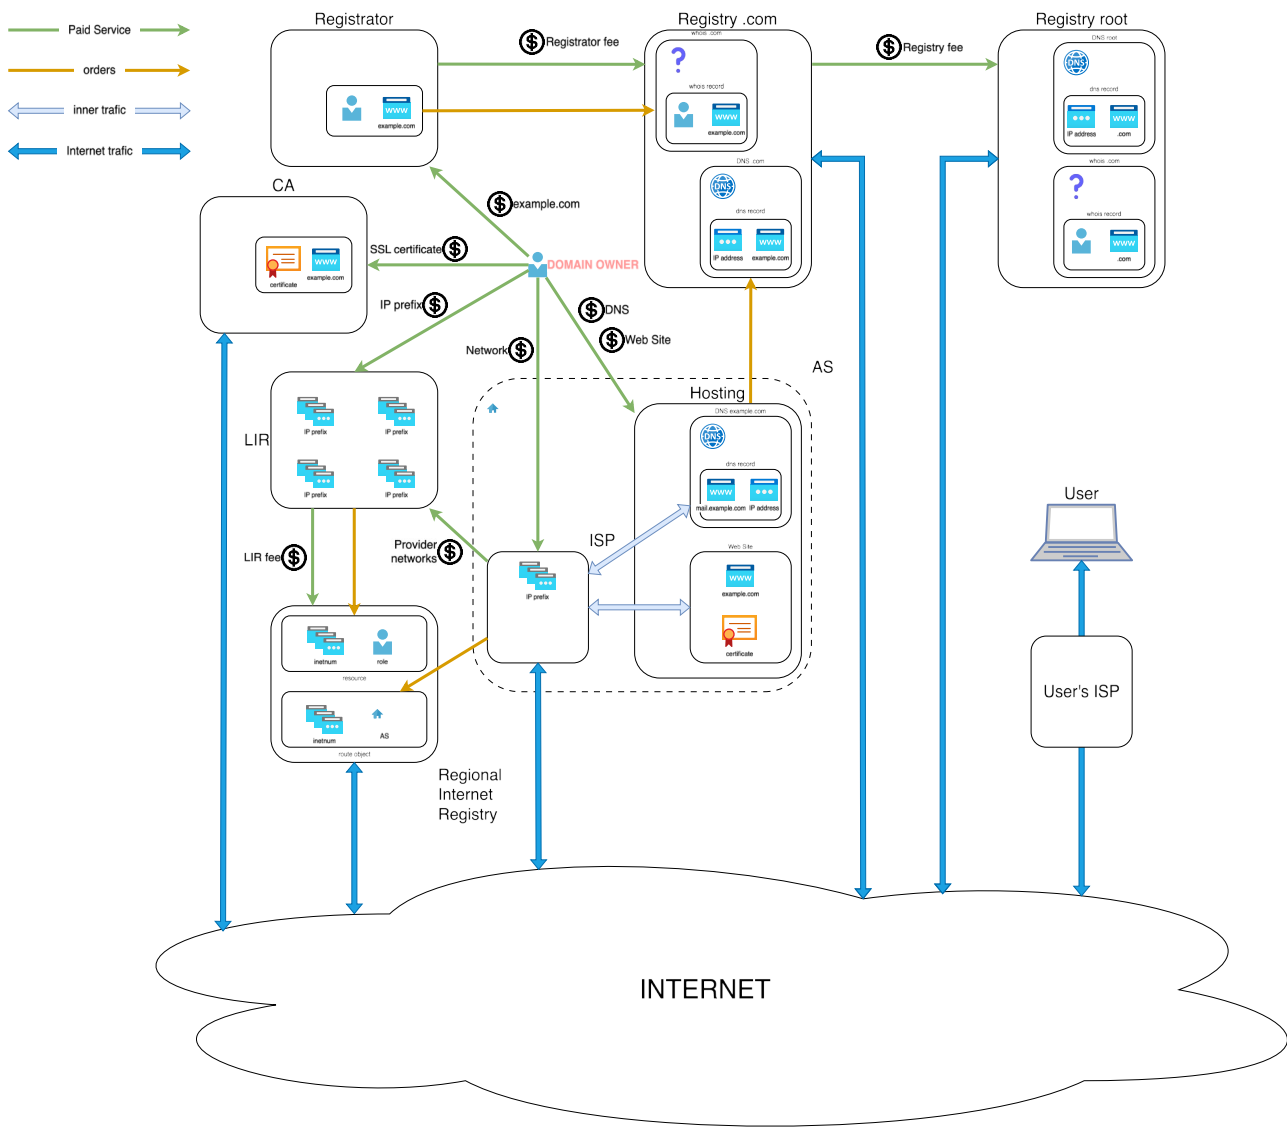 Paid Service
orders
inner trafic
Internet trafic
Registrator
example.com
Registrator fee
Registry .com
whois .com
whois record
example.com
DNS .com
DNS
dns record
IP address
example.com
Registry fee
Registry root
DNS root
DNS
dns record
IP address
.com
whois .com
whois record
.com
CA
certificate
example.com
example.com
SSL certificate
DOMAIN OWNER
IP prefix
DNS
Web Site
Network
AS
LIR
IP prefix
IP prefix
IP prefix
IP prefix
Hosting
DNS example.com
DNS
dns record
mail.example.com
IP address
Web Site
example.com
certificate
ISP
IP prefix
Provider
networks
LIR fee
inetnum
role
resource
inetnum
AS
route object
Regional
Internet
Registry
User
User's ISP
INTERNET